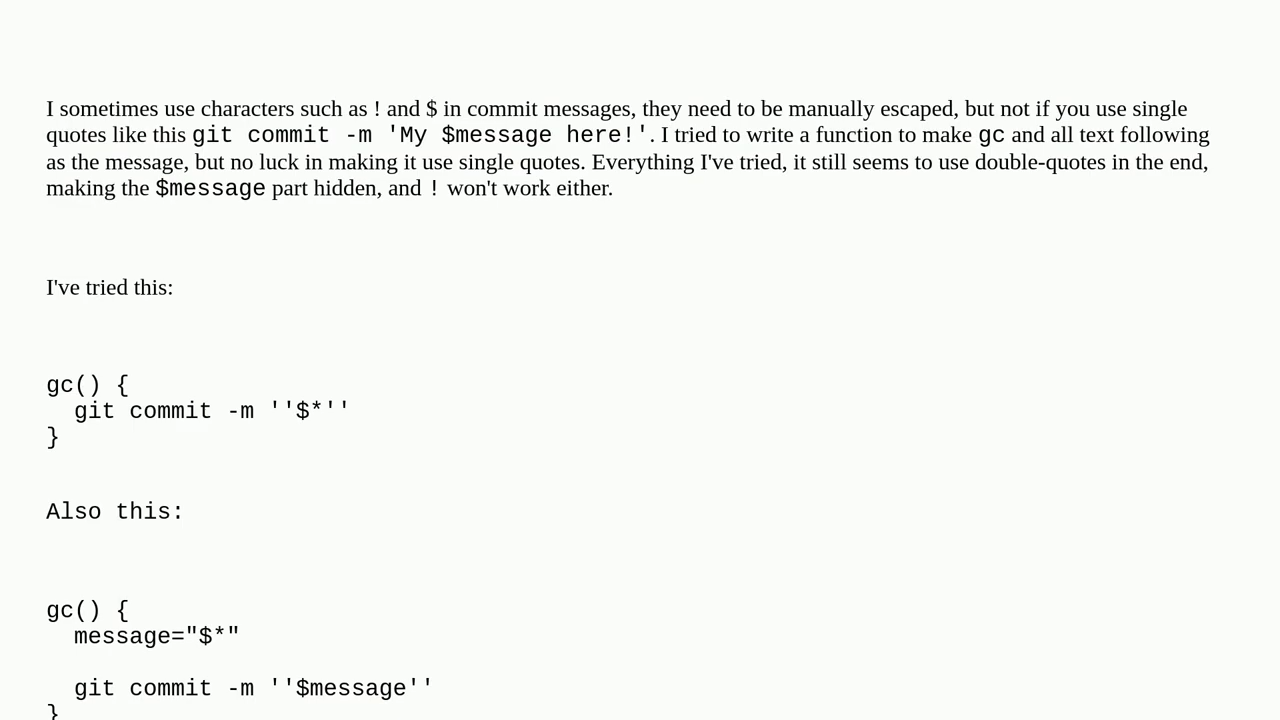 I sometimes use characters such as ! and $ in commit messages, they need to be manually escaped, but not if you use single
quotes like this git commit -m 'My $message here!'. I tried to write a function to make gc and all text following
as the message, but no luck in making it use single quotes. Everything I've tried, it still seems to use double-quotes in the end,
making the $message part hidden, and ! won't work either.
I've tried this:
gc() {
  git commit -m ''$*''
}
Also this:
gc() {
  message="$*"
  git commit -m ''$message''
}